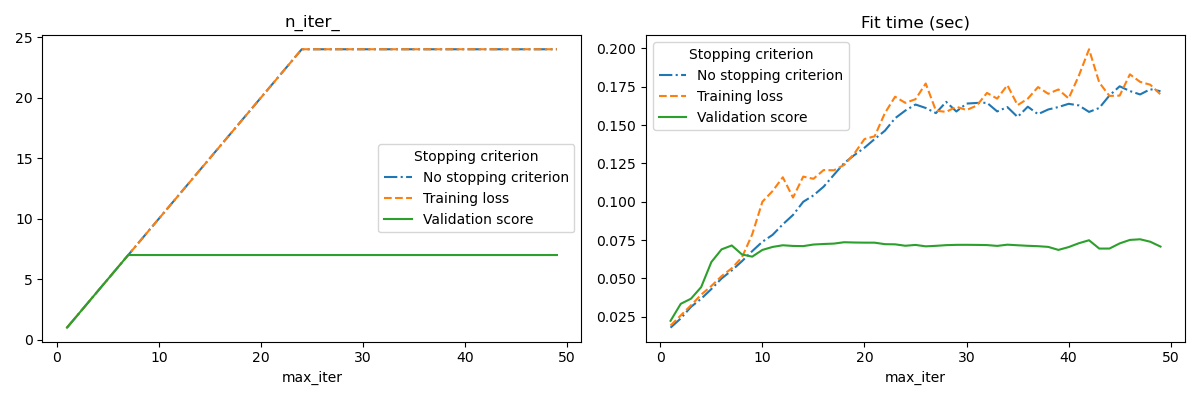 n_iter_
25
20
15
10
5
0
Stopping criterion
No stopping criterion
Training loss
Validation score
0 10 20 30 40 50
max_iter
Fit time (sec)
0.200
0.175
0.150
0.125
0.100
0.075
0.050
0.025
Stopping criterion
No stopping criterion
Training loss
Validation score
0 10 20 30 40 50
max_iter